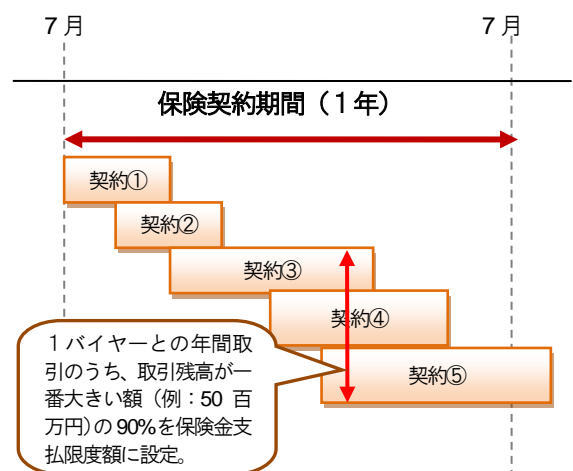 7月 7月
保険契約期間（1年）
契約①
契約②
契約③
契約④
契約⑤
１バイヤーとの年間取
引のうち、取引残高が一
番大きい額（例：50 百
万円)の 90%を保険金支
払限度額に設定。